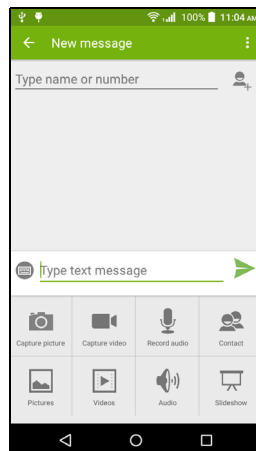 100% 11:04 AM
New message
Type name or number
Type text message
Capture picture Capture video Record audio Contact
Pictures Videos Audio Slideshow